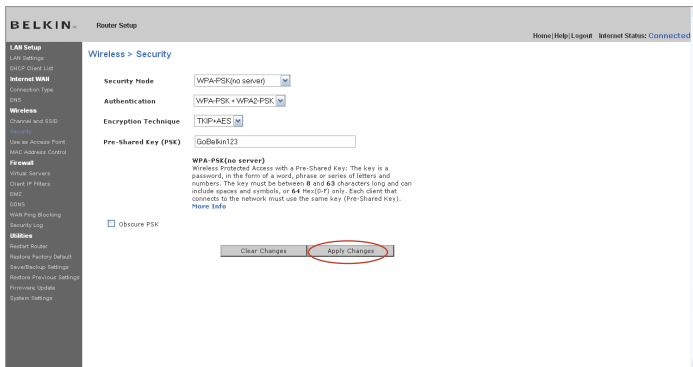 BELKIN.
Router Setup
Home|Help|Logout Internet Status: Connected
LAN Setup
LAN Settings
DHCP Client List
Internet WAN
Connection Type
DNS
Wireless
Channel and SSID
Security
Use as Access Point
MAC Address Control
Firewall
Virtual Servers
Client IP Filters
DMZ
DDNS
WAN Ping Blocking
Security Log
Utilities
Restart Router
Restore Factory Default
Save/Backup Settings
Restore Previous Settings
Firmware Update
System Settings
Wireless > Security
Security Mode WPA-PSK(no server)
Authentication WPA-PSK + WPA2-PSK
Encryption Technique TKIP+AES
Pre-Shared Key (PSK) GoBelkin123
WPA-PSK(no server)
Wireless Protected Access with a Pre-Shared Key: The key is a
password, in the form of a word, phrase or series of letters and
numbers. The key must be between 8 and 63 characters long and can
include spaces and symbols, or 64 Hex(0-F) only. Each client that
connects to the network must use the same key (Pre-Shared Key).
More Info
Obscure PSK
Clear Changes Apply Changes